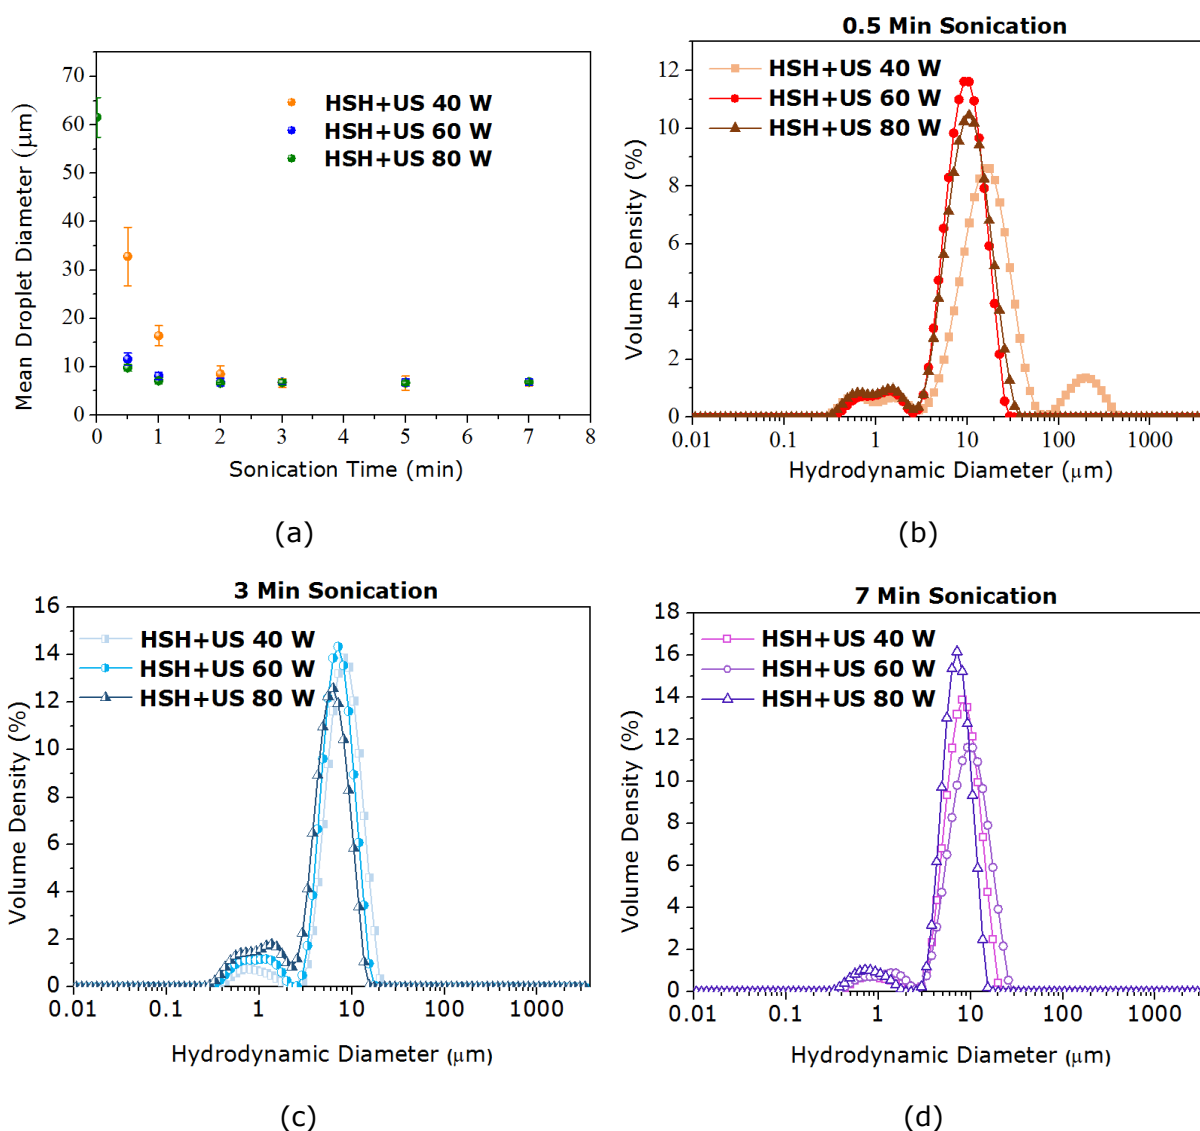 70
60
50
40
30
20
10
0
Mean Droplet Diameter (μm)
HSH+US 40 W
HSH+US 60 W
HSH+US 80 W
0 1 2 3 4 5 6 7 8
Sonication Time (min)
(a)
0.5 Min Sonication
12
10
8
6
4
2
0
Volume Density (%)
HSH+US 40 W
HSH+US 60 W
HSH+US 80 W
0.01 0.1 1 10 100 1000
Hydrodynamic Diameter (μm)
(b)
3 Min Sonication
16
14
12
10
8
6
4
2
0
Volume Density (%)
HSH+US 40 W
HSH+US 60 W
HSH+US 80 W
0.01 0.1 1 10 100 1000
Hydrodynamic Diameter (μm)
(c)
7 Min Sonication
18
16
14
12
10
8
6
4
2
0
Volume Density (%)
HSH+US 40 W
HSH+US 60 W
HSH+US 80 W
0.01 0.1 1 10 100 1000
Hydrodynamic Diameter (μm)
(d)